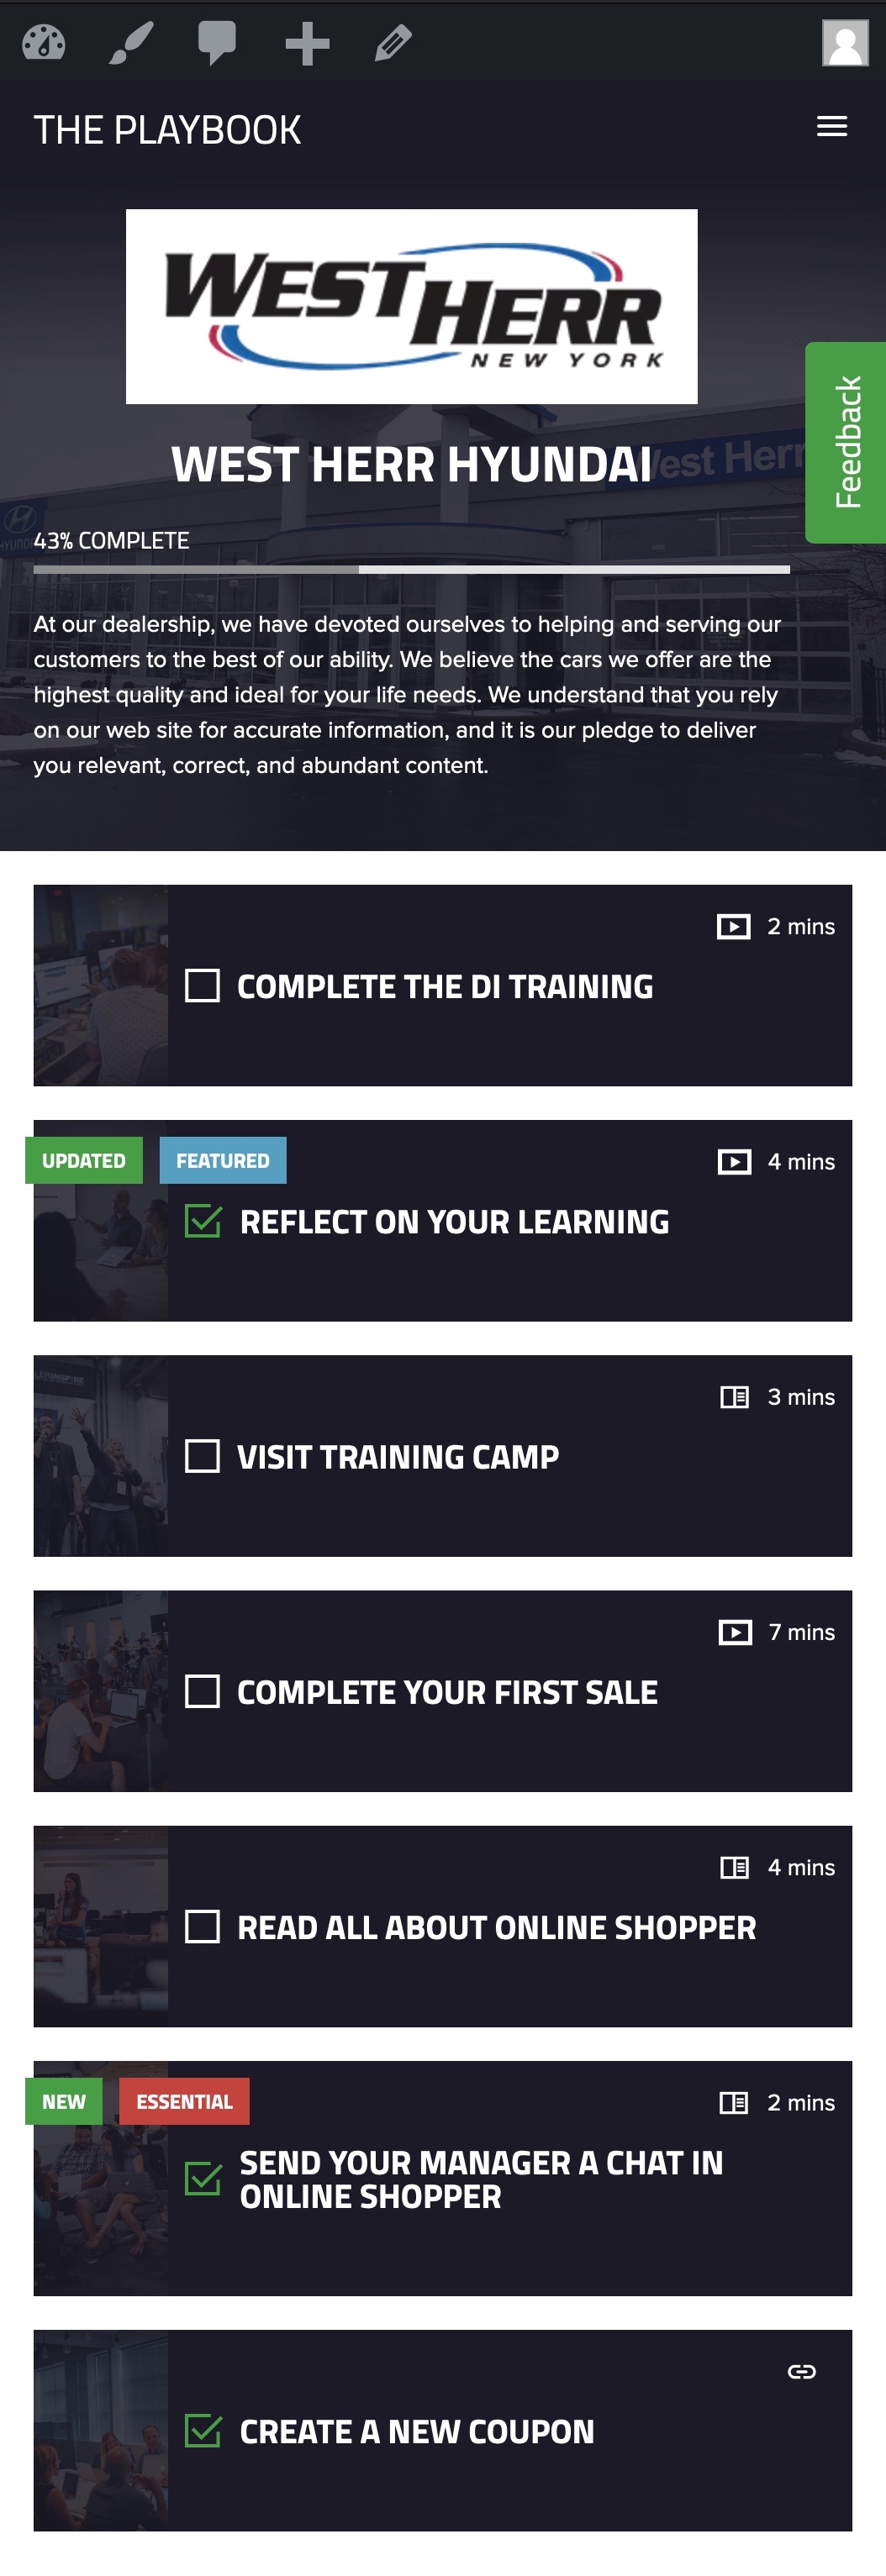 THE PLAYBOOK
WEST HERR
NEW YORK
West Herr
HYUNDAI
Feedback
WEST HERR HYUNDAI
43% COMPLETE
At our dealership, we have devoted ourselves to helping and serving our
customers to the best of our ability. We believe the cars we offer are the
highest quality and ideal for your life needs. We understand that you rely
on our web site for accurate information, and it is our pledge to deliver
you relevant, correct, and abundant content.
2 mins
COMPLETE THE DI TRAINING
UPDATED FEATURED 4 mins
REFLECT ON YOUR LEARNING
3 mins
VISIT TRAINING CAMP
7 mins
COMPLETE YOUR FIRST SALE
4 mins
READ ALL ABOUT ONLINE SHOPPER
NEW ESSENTIAL 2 mins
SEND YOUR MANAGER A CHAT IN
ONLINE SHOPPER
CREATE A NEW COUPON